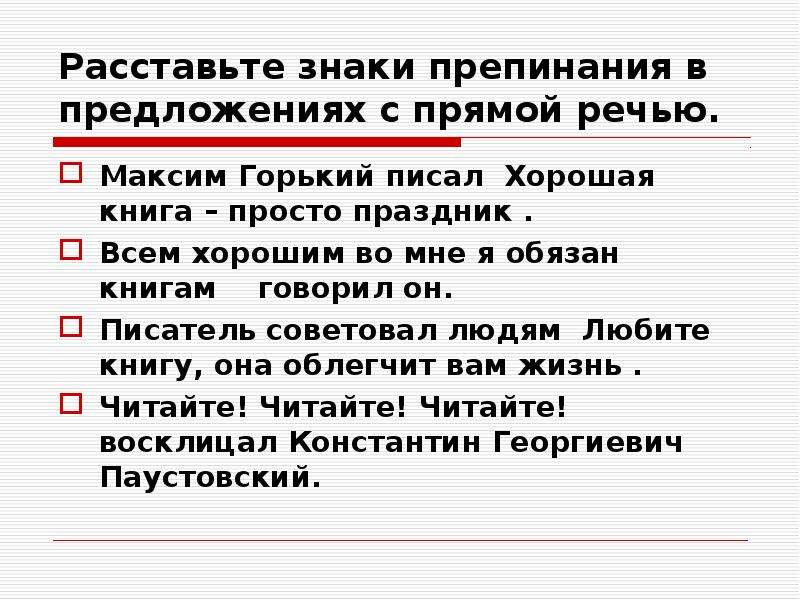 Расставьте знаки препинания в
предложениях с прямой речью.
Максим Горький писал  Хорошая
книга – просто праздник .
Всем хорошим во мне я обязан
книгам    говорил он.
Писатель советовал людям  Любите
книгу, она облегчит вам жизнь .
Читайте! Читайте! Читайте!
восклицал Константин Георгиевич
Паустовский.